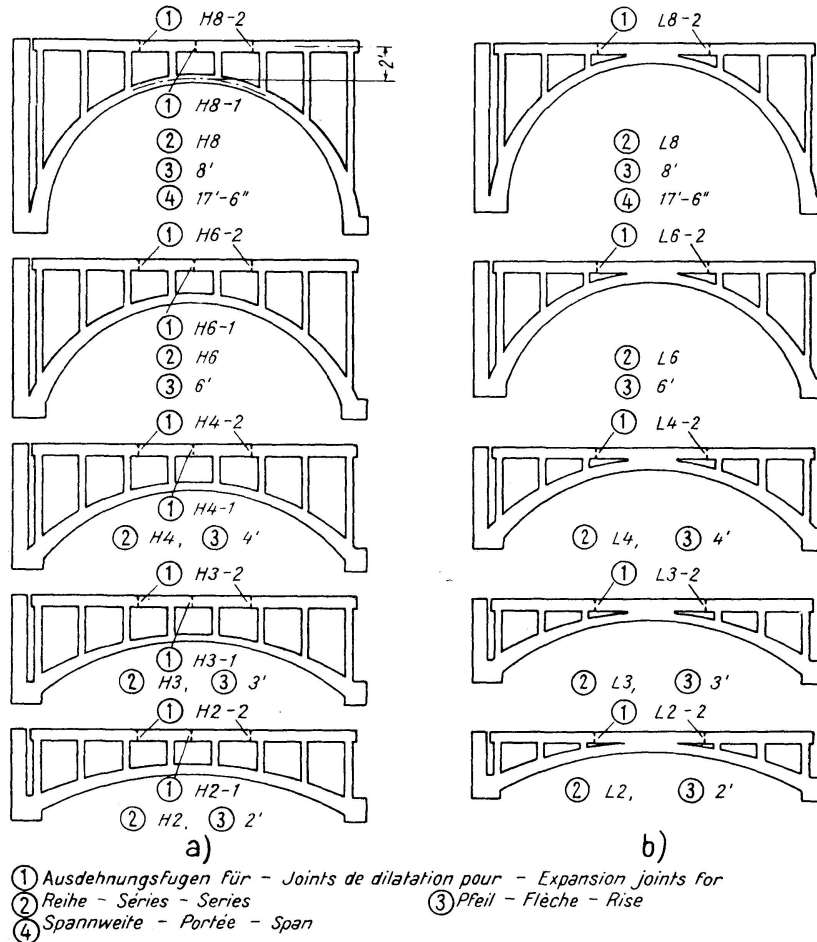 ① H8-2
2'
① H8-1
② H8
③ 8'
④ 17'-6"
① H6-2
① H6-1
② H6
③ 6'
① H4-2
① H4-1
② H4, ③ 4'
① H3-2
① H3-1
② H3, ③ 3'
① H2-2
① H2-1
② H2, ③ 2'
a)
① L8-2
② L8
③ 8'
④ 17'-6"
① L6-2
② L6
③ 6'
① L4-2
② L4, ③ 4'
① L3-2
② L3, ③ 3'
① L2-2
② L2, ③ 2'
b)
① Ausdehnungsfugen für - Joints de dilatation pour - Expansion joints for
② Reihe - Séries - Series ③ Pfeil - Flèche - Rise
④ Spannweite - Portée - Span